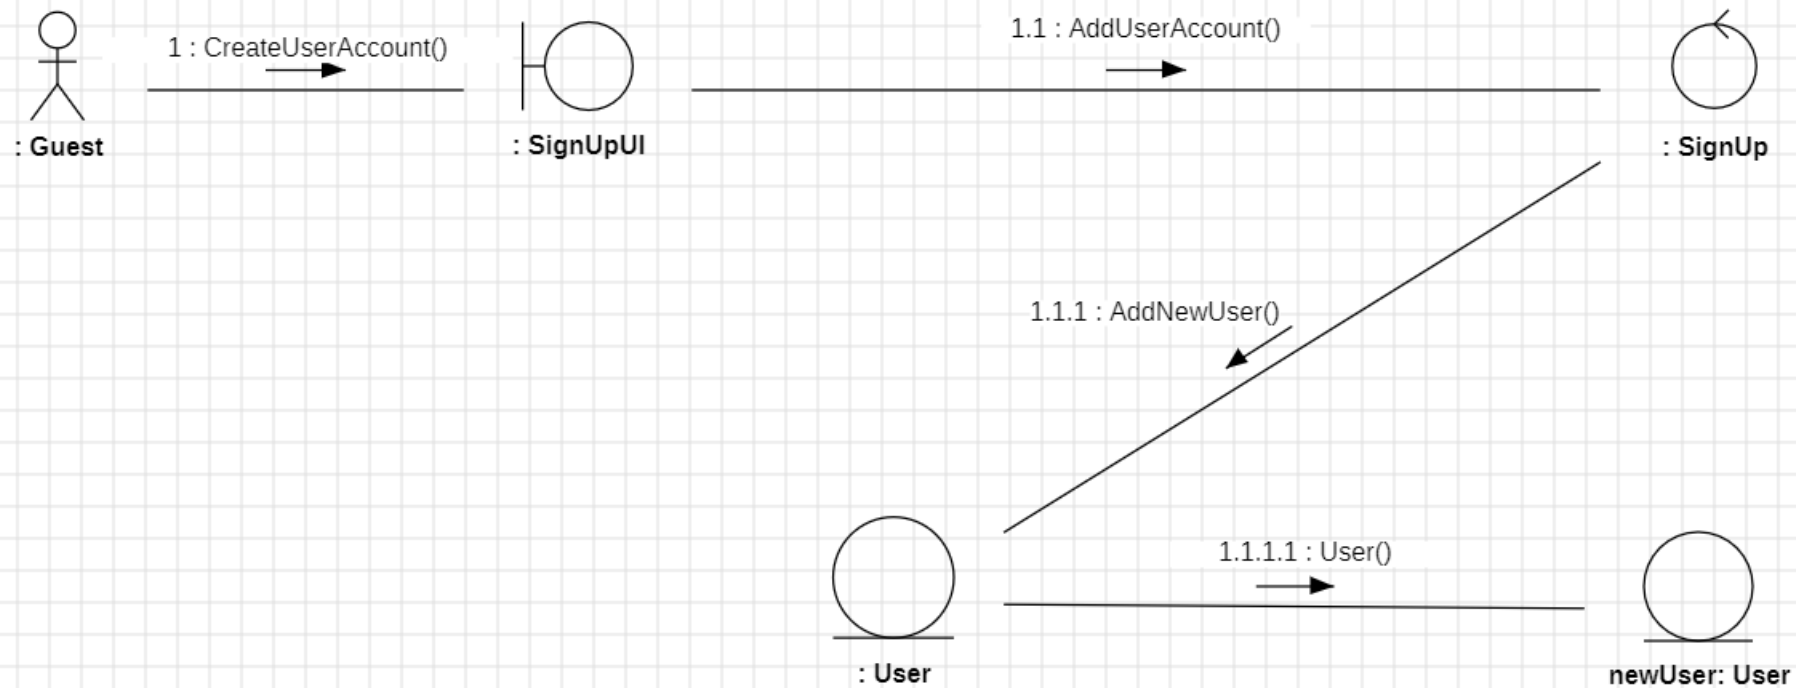 1 : CreateUserAccount()
1.1 : AddUserAccount()
: Guest
: SignUpUI
: SignUp
1.1.1 : AddNewUser()
1.1.1.1 : User()
: User
newUser: User